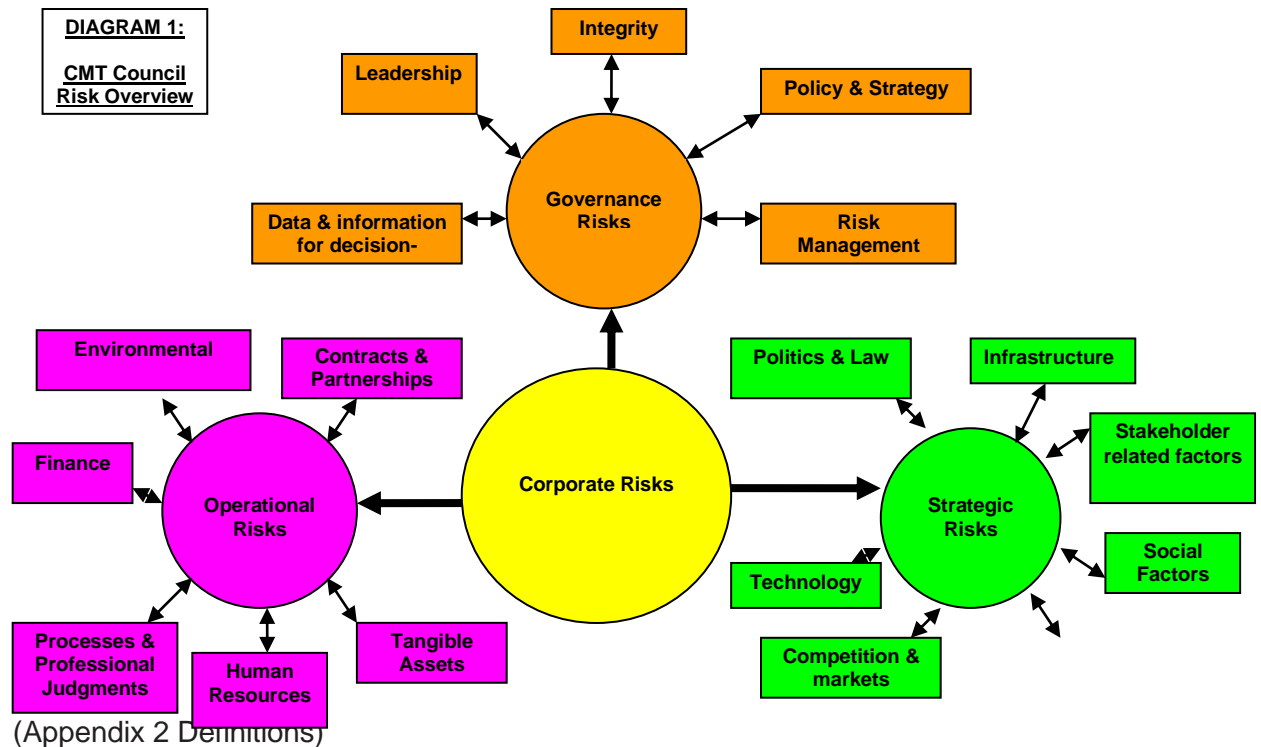 DIAGRAM 1:
CMT Council
Risk Overview
Integrity
Leadership
Policy & Strategy
Governance
Risks
Data & information
for decision-
Risk
Management
Environmental
Contracts &
Partnerships
Politics & Law
Infrastructure
Stakeholder
related factors
Finance
Corporate Risks
Operational
Risks
Strategic
Risks
Technology
Social
Factors
Processes &
Professional
Judgments
Human
Resources
Tangible
Assets
Competition &
markets
(Appendix 2 Definitions)